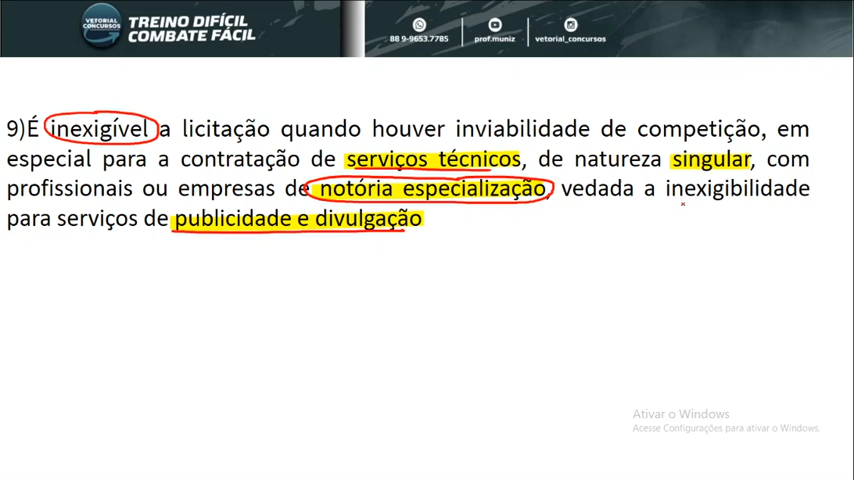 VETORIAL
CONCURSOS
TREINO DIFÍCIL
COMBATE FÁCIL
88 9-9653.7785
prof.muniz
vetorial_concursos
9)É inexigível a licitação quando houver inviabilidade de competição, em
especial para a contratação de serviços técnicos, de natureza singular, com
profissionais ou empresas de notória especialização, vedada a inexigibilidade
para serviços de publicidade e divulgação
Ativar o Windows
Acesse Configurações para ativar o Windows.